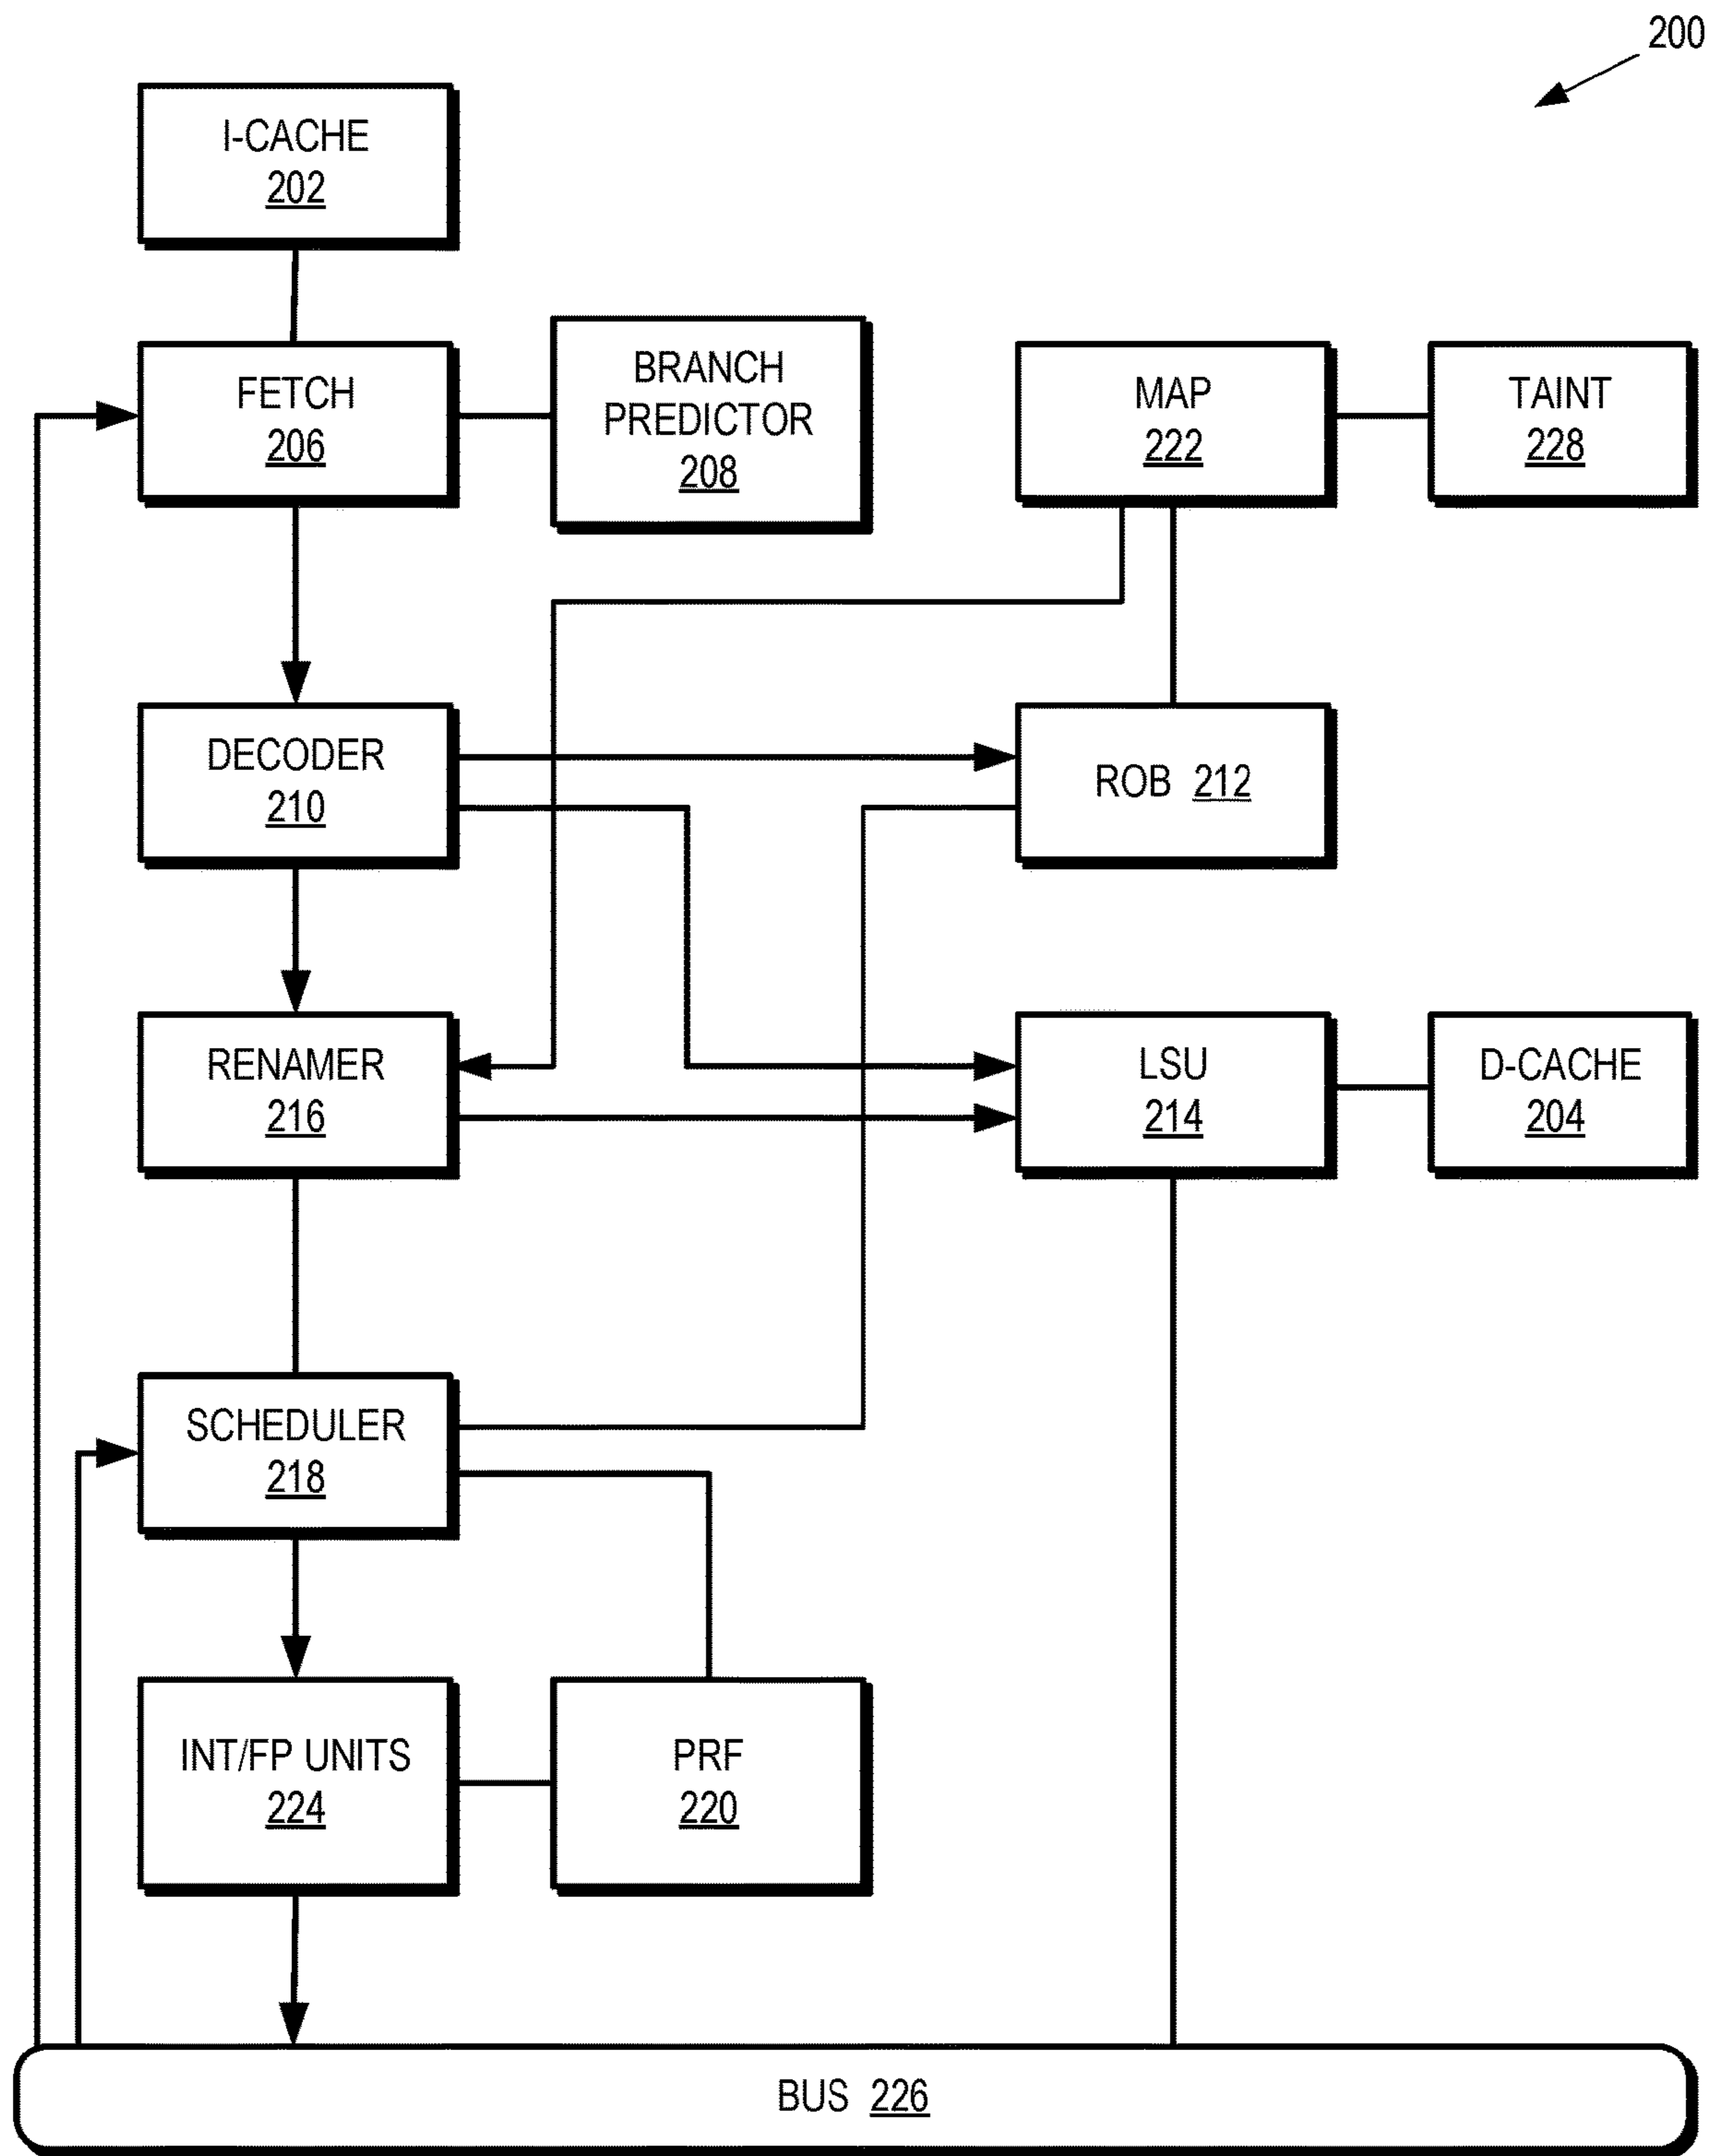 200
I-CACHE
202
FETCH
206
BRANCH
PREDICTOR
208
MAP
222
TAINT
228
DECODER
210
ROB 212
RENAMER
216
LSU
214
D-CACHE
204
SCHEDULER
218
INT/FP UNITS
224
PRF
220
BUS 226